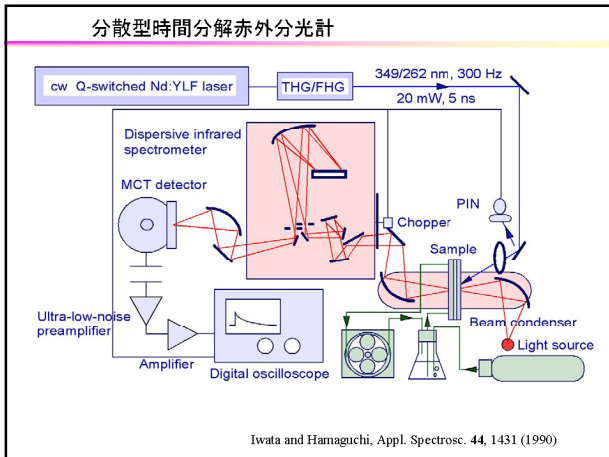 分散型時間分解赤外分光計
cw Q-switched Nd:YLF laser
THG/FHG
349/262 nm, 300 Hz
20 mW, 5 ns
Dispersive infrared
spectrometer
MCT detector
PIN
Chopper
Sample
Ultra-low-noise
preamplifier
Beam condenser
Light source
Amplifier
Digital oscilloscope
Iwata and Hamaguchi, Appl. Spectrosc. 44, 1431 (1990)